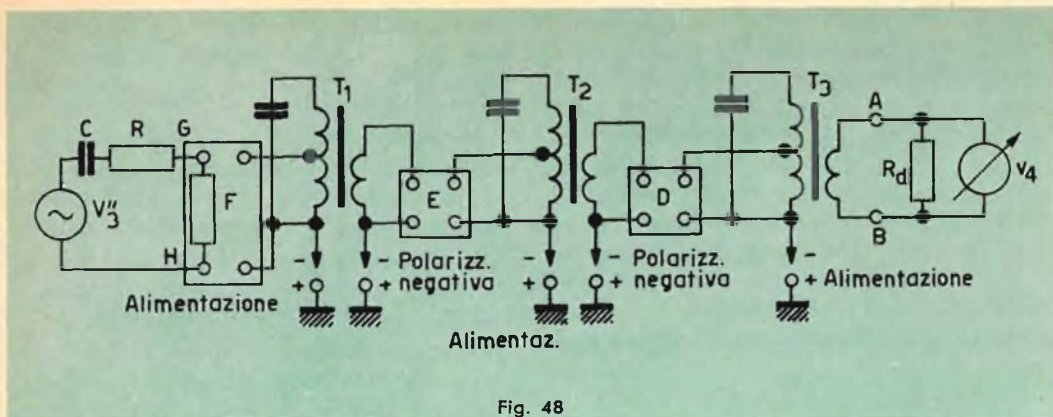 T1
T2
T3
C R G
A
V"3
F
E
D
Rd
V4
H
B
Alimentazione
-
+
- Polarizz.
+ negativa
-
+
- Polarizz.
+ negativa
-
+ Alimentazione
Alimentaz.
Fig. 48